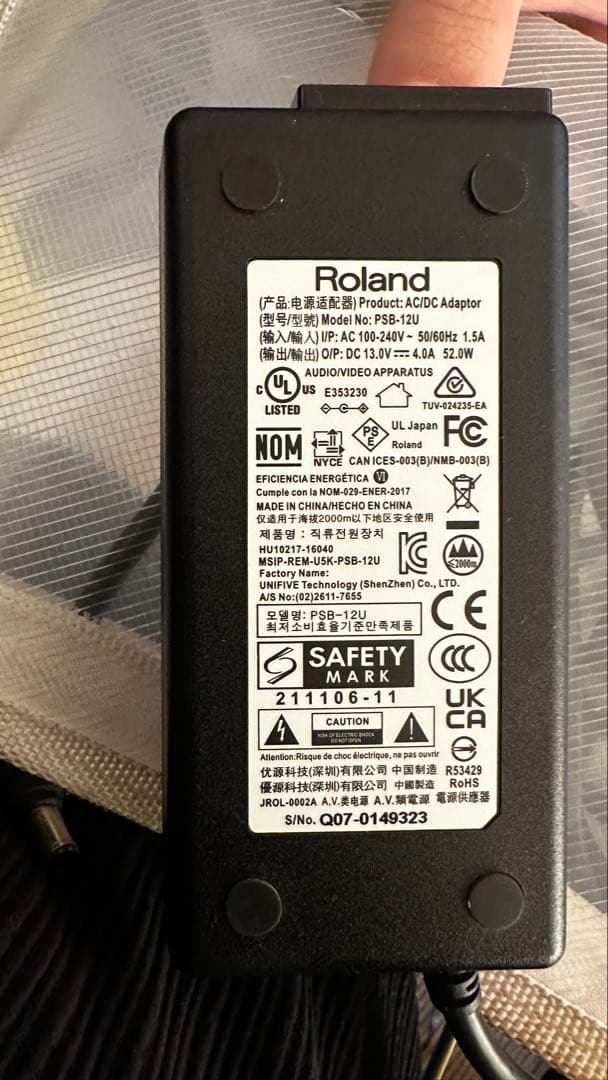 Roland
(产品:电源适配器) Product: AC/DC Adaptor
(型号/型號) Model No: PSB-12U
(输入/輸入) I/P: AC 100-240V ~ 50/60Hz 1.5A
(输出/輸出) O/P: DC 13.0V ⎓ 4.0A 52.0W
AUDIO/VIDEO APPARATUS
c UL US
LISTED
E353230
TUV-024235-EA
NOM
NYCE
PSE
UL Japan
Roland
FC
CAN ICES-003(B)/NMB-003(B)
EFICIENCIA ENERGÉTICA VI
Cumple con la NOM-029-ENER-2017
MADE IN CHINA/HECHO EN CHINA
仅适用于海拔2000m以下地区安全使用
제품명 : 직류전원장치
HU10217-16040
MSIP-REM-U5K-PSB-12U
≤2000m
Factory Name:
UNIFIVE Technology (ShenZhen) Co., LTD.
A/S No:(02)2611-7655
모델명: PSB-12U
최저소비효율기준만족제품
CE
SAFETY
MARK
211106-11
CCC
UK
CA
CAUTION
RISK OF ELECTRIC SHOCK
DO NOT OPEN
Attention:Risque de choc électrique, ne pas ouvrir
优源科技(深圳)有限公司 中国制造 R53429
優源科技(深圳)有限公司 中國製造 RoHS
JROL-0002A A.V.类电源 A.V.類電源 電源供應器
S/No. Q07-0149323